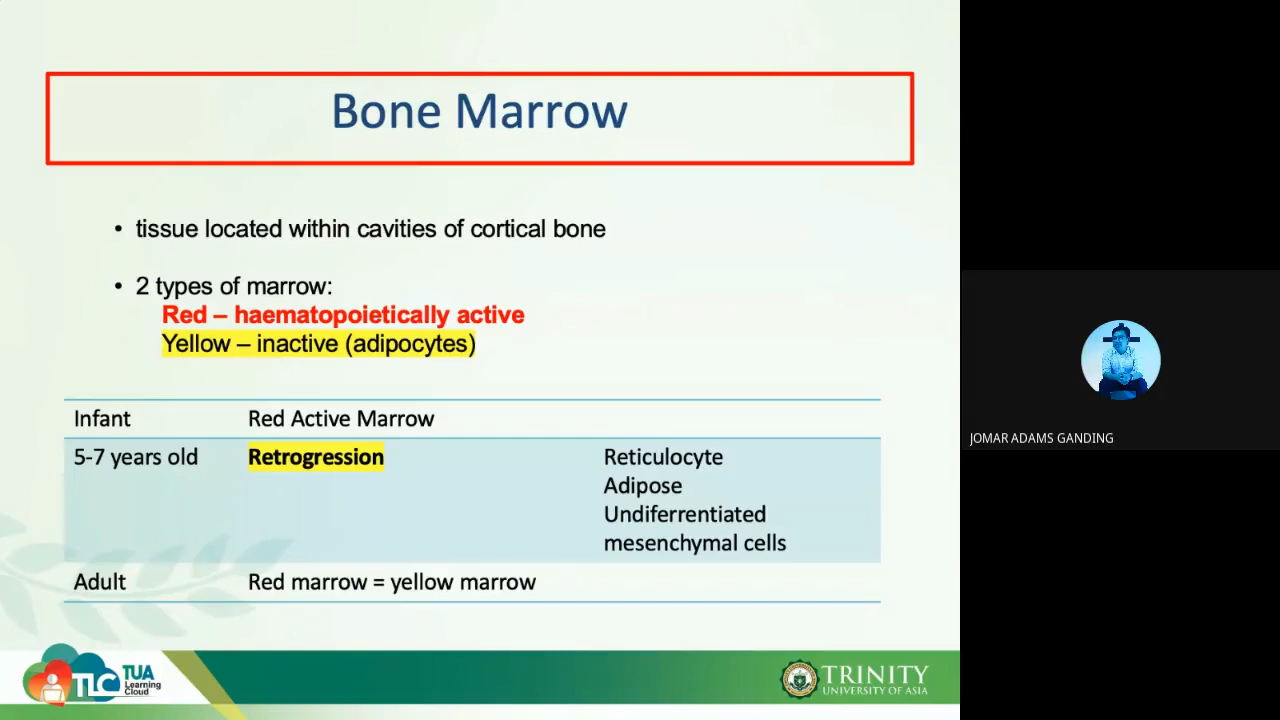 Bone Marrow
• tissue located within cavities of cortical bone
• 2 types of marrow:
Red – haematopoietically active
Yellow – inactive (adipocytes)
Infant Red Active Marrow
5-7 years old Retrogression Reticulocyte
Adipose
Undiferrentiated
mesenchymal cells
Adult Red marrow = yellow marrow
JOMAR ADAMS GANDING
TLC TUA
Learning
Cloud
TRINITY
UNIVERSITY OF ASIA